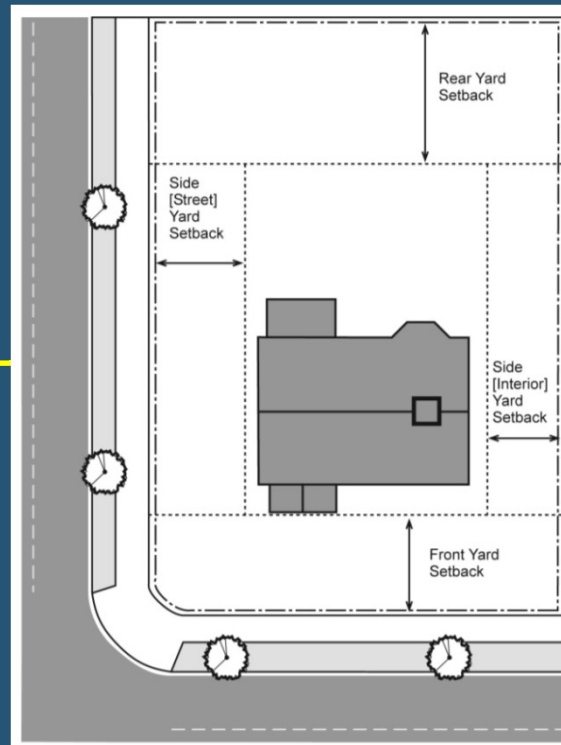 Rear Yard
Setback
Side
[Street]
Yard
Setback
Side
[Interior]
Yard
Setback
Front Yard
Setback